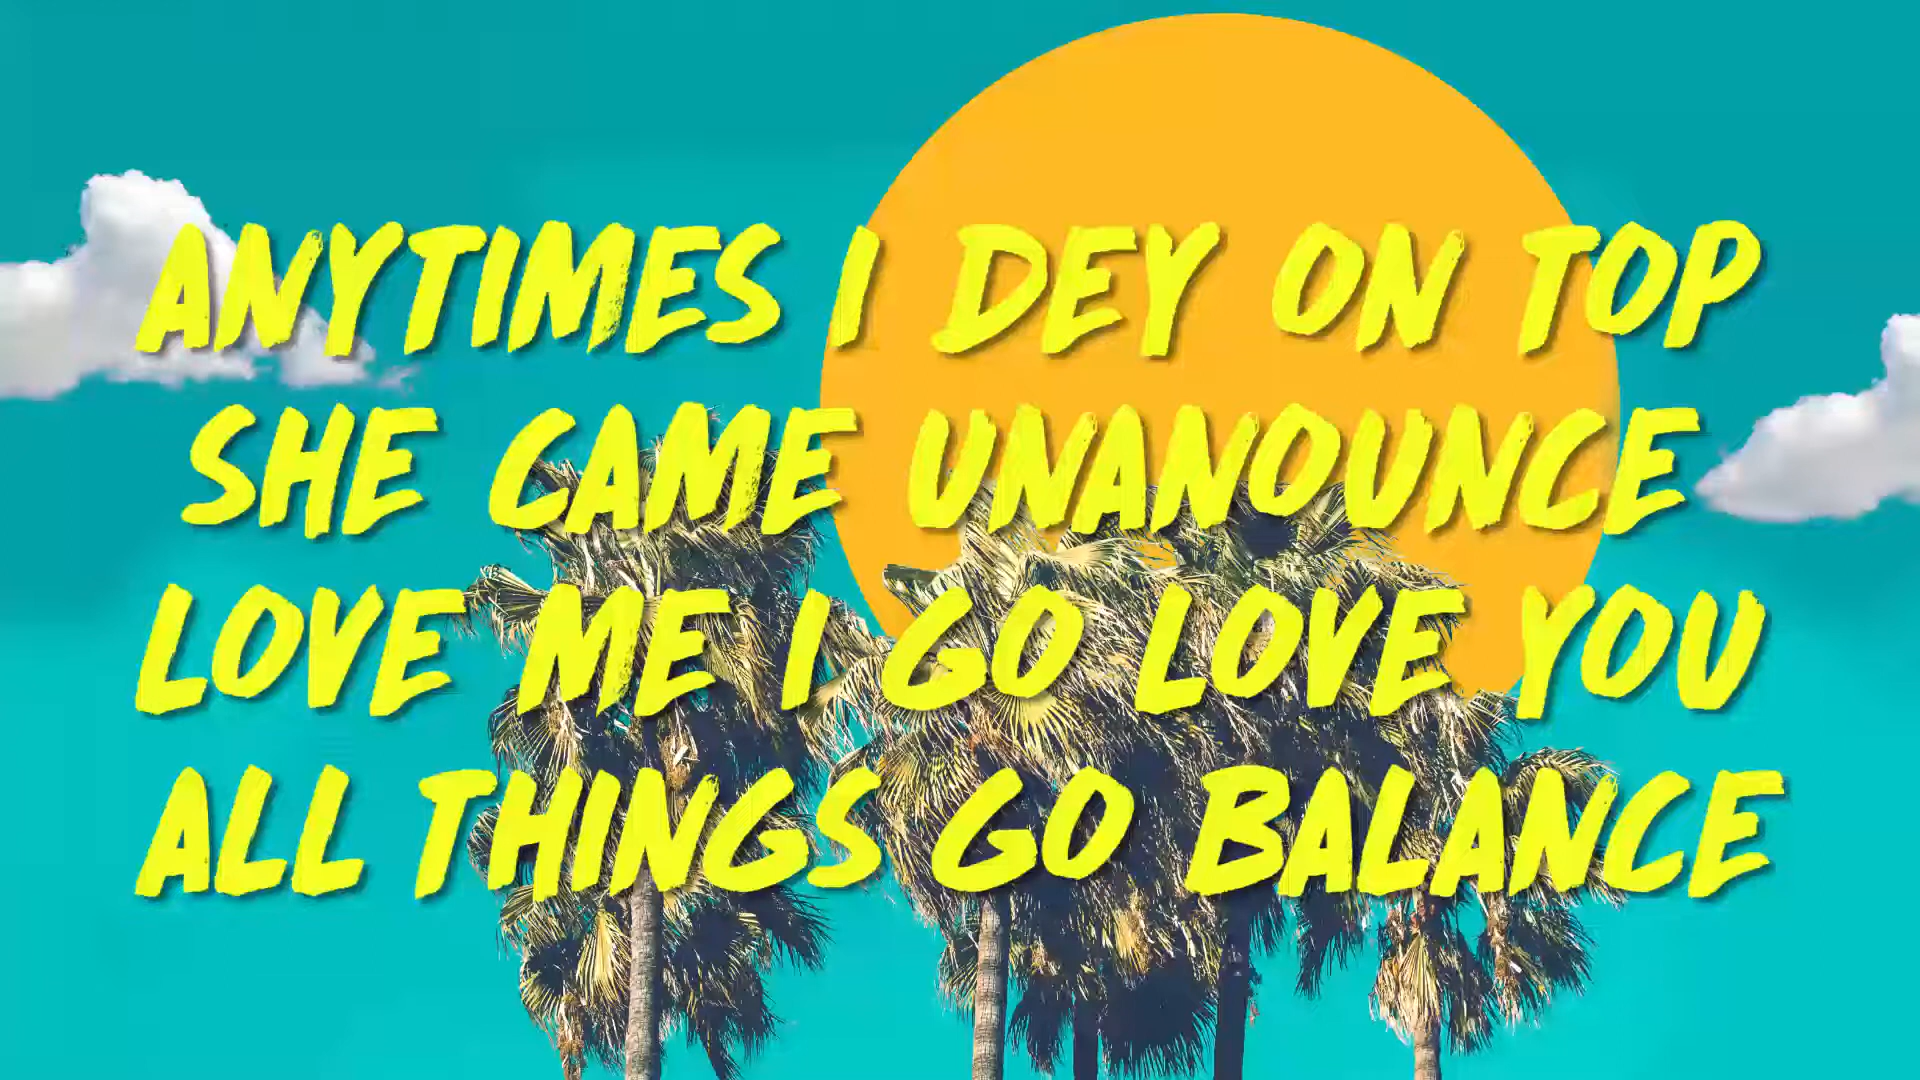 ANYTIMES I DEY ON TOP
SHE CAME UNANOUNCE
LOVE ME I GO LOVE YOU
ALL THINGS GO BALANCE